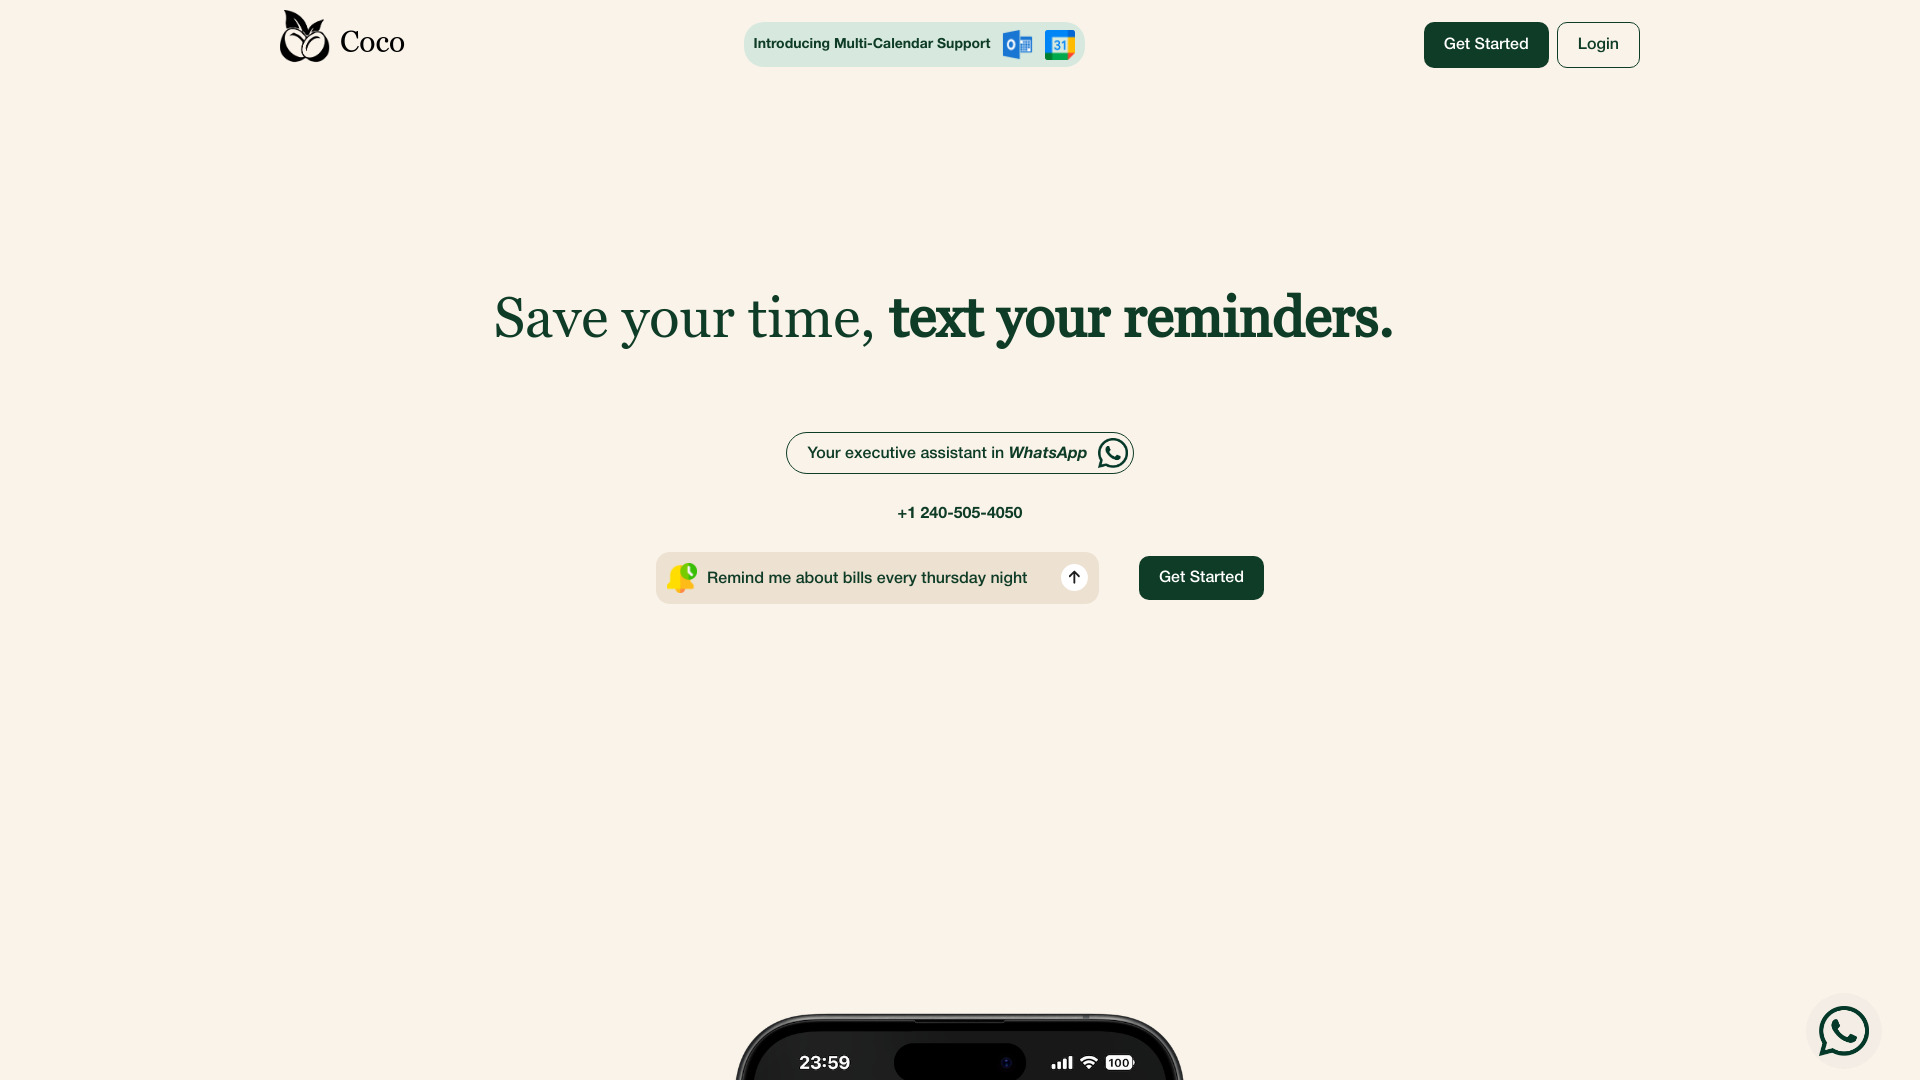 Coco
Introducing Multi-Calendar Support
31
Get Started
Login
Save your time, text your reminders.
Your executive assistant in WhatsApp
+1 240-505-4050
Remind me about bills every thursday night
Get Started
23:59
100